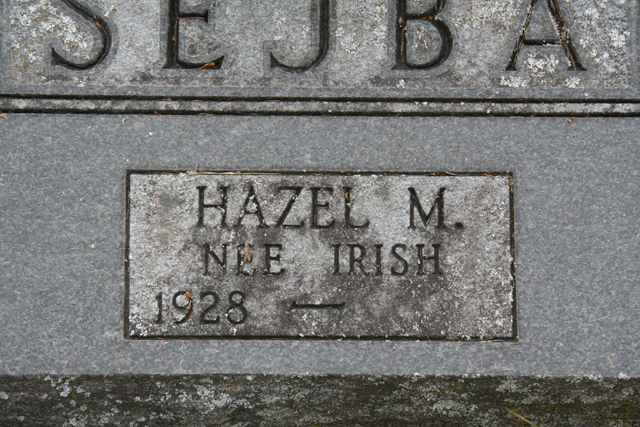 SEJBA
HAZEL M.
NEE IRISH
1928 —